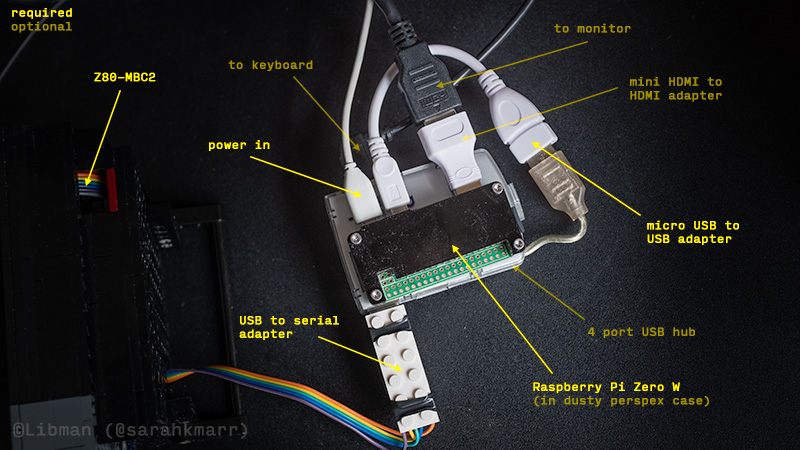 required
optional
to monitor
to keyboard
Z80-MBC2
mini HDMI to
HDMI adapter
power in
micro USB to
USB adapter
USB to serial
adapter
4 port USB hub
Raspberry Pi Zero W
(in dusty perspex case)
©Libman (@sarahkmarr)